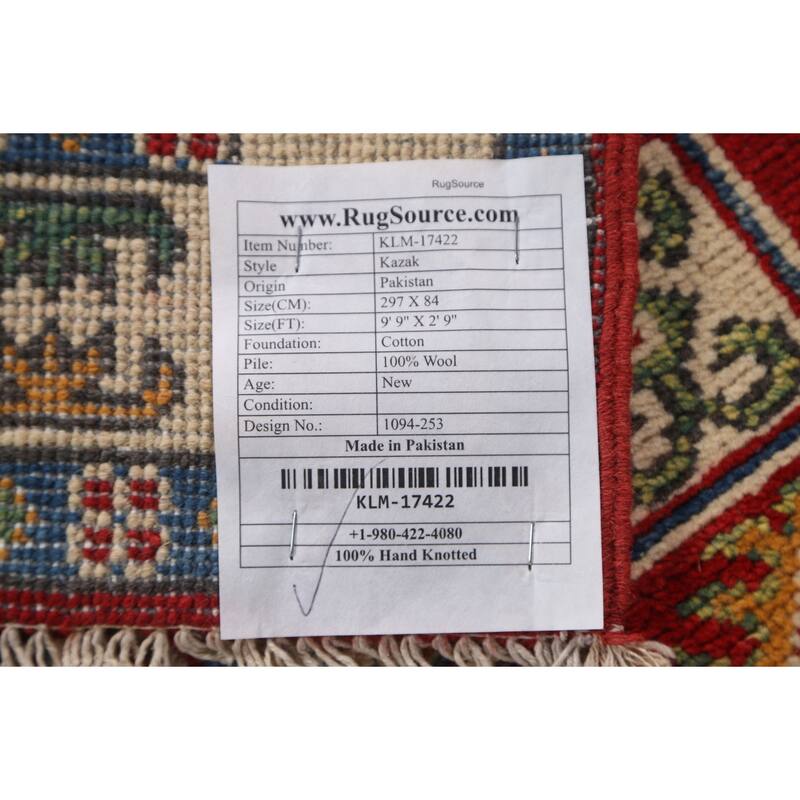 RugSource
www.RugSource.com
Item Number: KLM-17422
Style Kazak
Origin Pakistan
Size(CM): 297 X 84
Size(FT): 9' 9" X 2' 9"
Foundation: Cotton
Pile: 100% Wool
Age: New
Condition:
Design No.: 1094-253
Made in Pakistan
KLM-17422
+1-980-422-4080
100% Hand Knotted